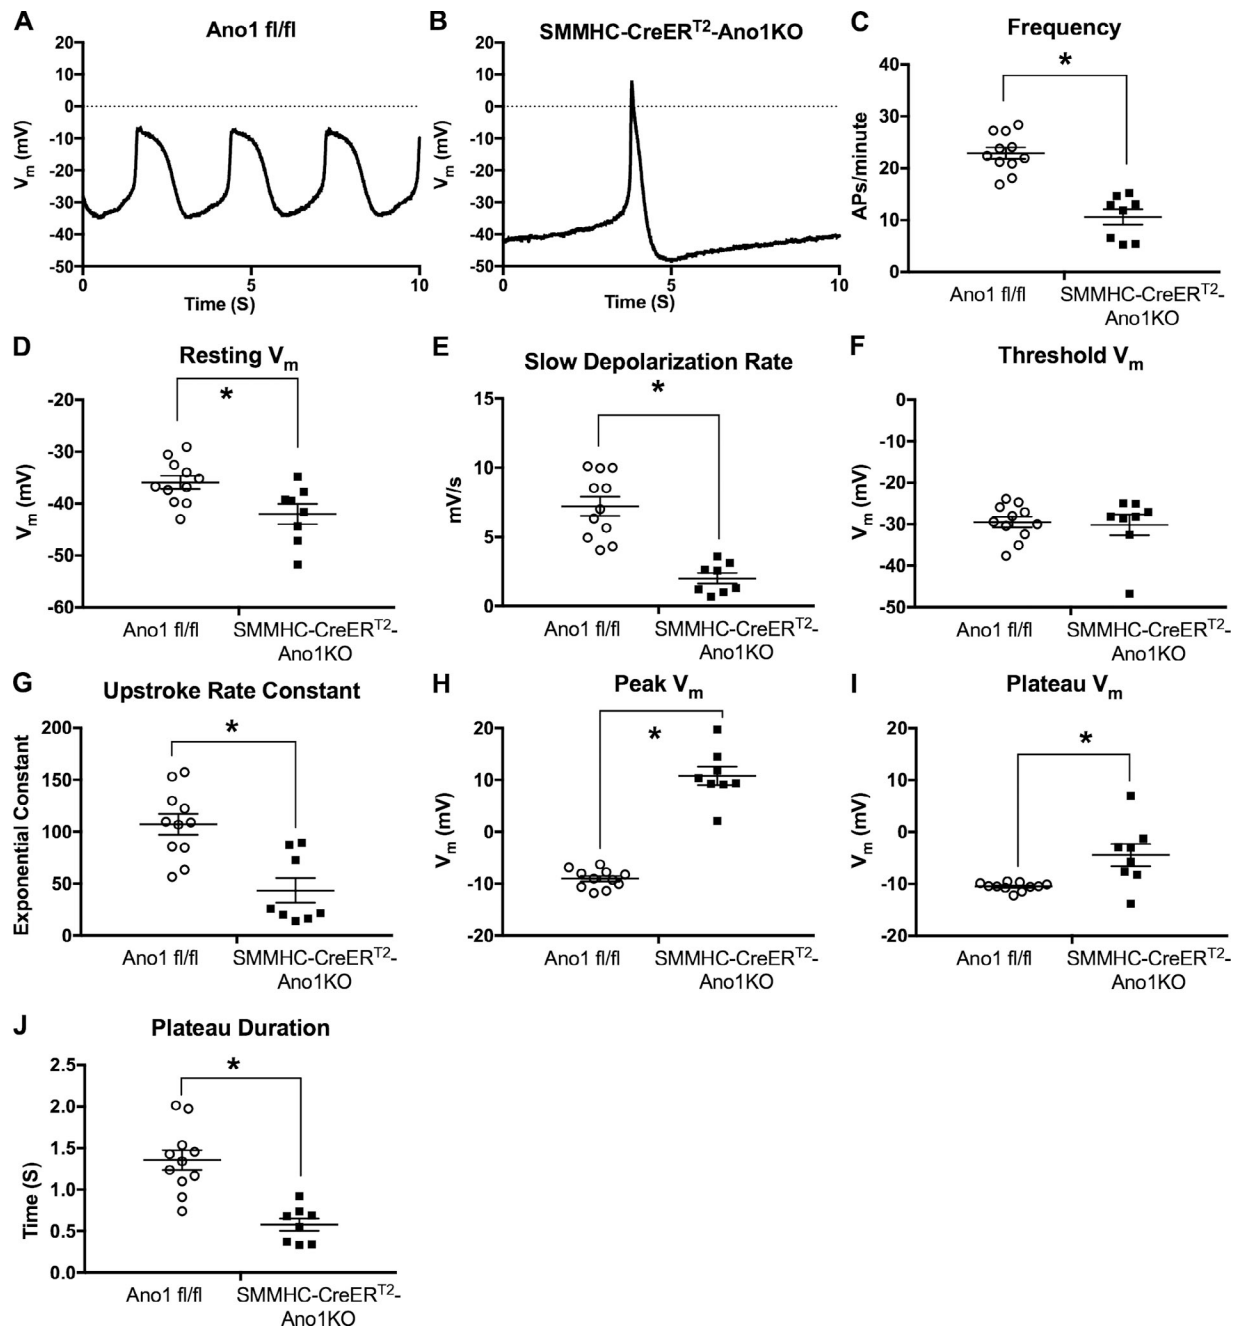 A
Ano1 fl/fl
Vm (mV)
20
10
0
-10
-20
-30
-40
-50
0
5
10
Time (S)
B
SMMHC-CreERT2-Ano1KO
Vm (mV)
20
10
0
-10
-20
-30
-40
-50
0
5
10
Time (S)
C
Frequency
APs/minute
40
30
20
10
0
*
Ano1 fl/fl
SMMHC-CreERT2-
Ano1KO
D
Resting Vm
Vm (mV)
-20
-30
-40
-50
-60
*
Ano1 fl/fl
SMMHC-CreERT2-
Ano1KO
E
Slow Depolarization Rate
mV/s
15
10
5
0
*
Ano1 fl/fl
SMMHC-CreERT2-
Ano1KO
F
Threshold Vm
Vm (mV)
0
-10
-20
-30
-40
-50
Ano1 fl/fl
SMMHC-CreERT2-
Ano1KO
G
Upstroke Rate Constant
Exponential Constant
200
150
100
50
0
*
Ano1 fl/fl
SMMHC-CreERT2-
Ano1KO
H
Peak Vm
Vm (mV)
20
10
0
-10
-20
*
Ano1 fl/fl
SMMHC-CreERT2-
Ano1KO
I
Plateau Vm
Vm (mV)
20
10
0
-10
-20
*
Ano1 fl/fl
SMMHC-CreERT2-
Ano1KO
J
Plateau Duration
Time (S)
2.5
2.0
1.5
1.0
0.5
0.0
*
Ano1 fl/fl
SMMHC-CreERT2-
Ano1KO